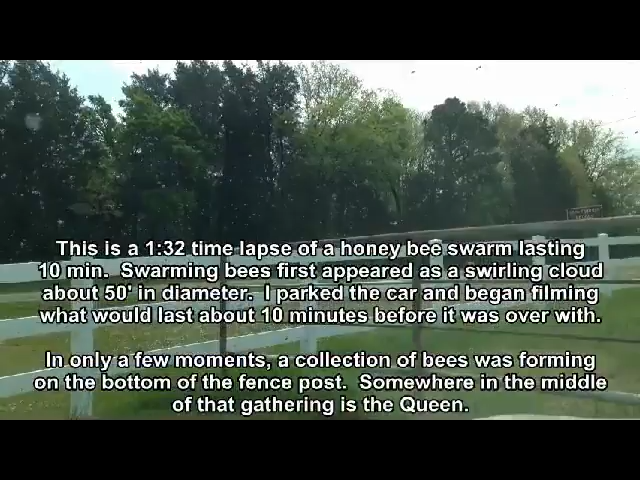 This is a 1:32 time lapse of a honey bee swarm lasting
10 min.  Swarming bees first appeared as a swirling cloud
about 50' in diameter.  I parked the car and began filming
what would last about 10 minutes before it was over with.
In only a few moments, a collection of bees was forming
on the bottom of the fence post.  Somewhere in the middle
of that gathering is the Queen.